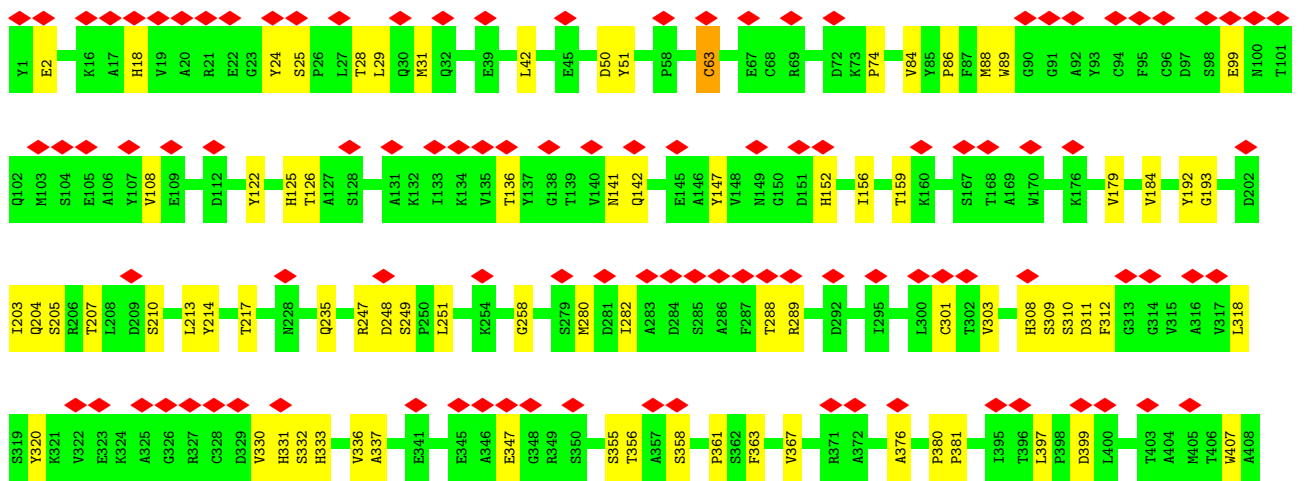 Y1 E2 K16 A17 H18 V19 A20 R21 E22 G23 Y24 S25 P26 L27 T28 L29 Q30 M31 Q32 E39 L42 E45 D50 Y51 P58 C63 E67 C68 R69 D72 K73 P74 V84 Y85 P86 F87 M88 W89 G90 G91 A92 Y93 C94 F95 C96 D97 S98 E99 N100 T101
Q102 M103 S104 E105 A106 Y107 V108 E109 D112 Y122 H125 T126 A127 S128 A131 K132 I133 K134 V135 T136 Y137 G138 T139 V140 N141 Q142 E145 A146 Y147 V148 N149 G150 D151 H152 I156 T159 K160 S167 T168 A169 W170 K176 V179 V184 Y192 G193 D202
I203 Q204 S205 R206 T207 L208 D209 S210 L213 Y214 T217 N228 Q235 R247 D248 S249 P250 L251 K254 G258 S279 M280 D281 I282 A283 D284 S285 A286 F287 T288 R289 D292 I295 L300 C301 T302 V303 H308 S309 S310 D311 F312 G313 G314 V315 A316 V317 L318
S319 Y320 K321 V322 E323 K324 A325 G326 R327 C328 D329 V330 H331 S332 H333 V336 A337 E341 E345 A346 E347 G348 R349 S350 S355 T356 A357 S358 P361 S362 F363 V367 R371 A372 A376 P380 P381 I395 T396 L397 P398 D399 L400 T403 A404 M405 T406 W407 A408